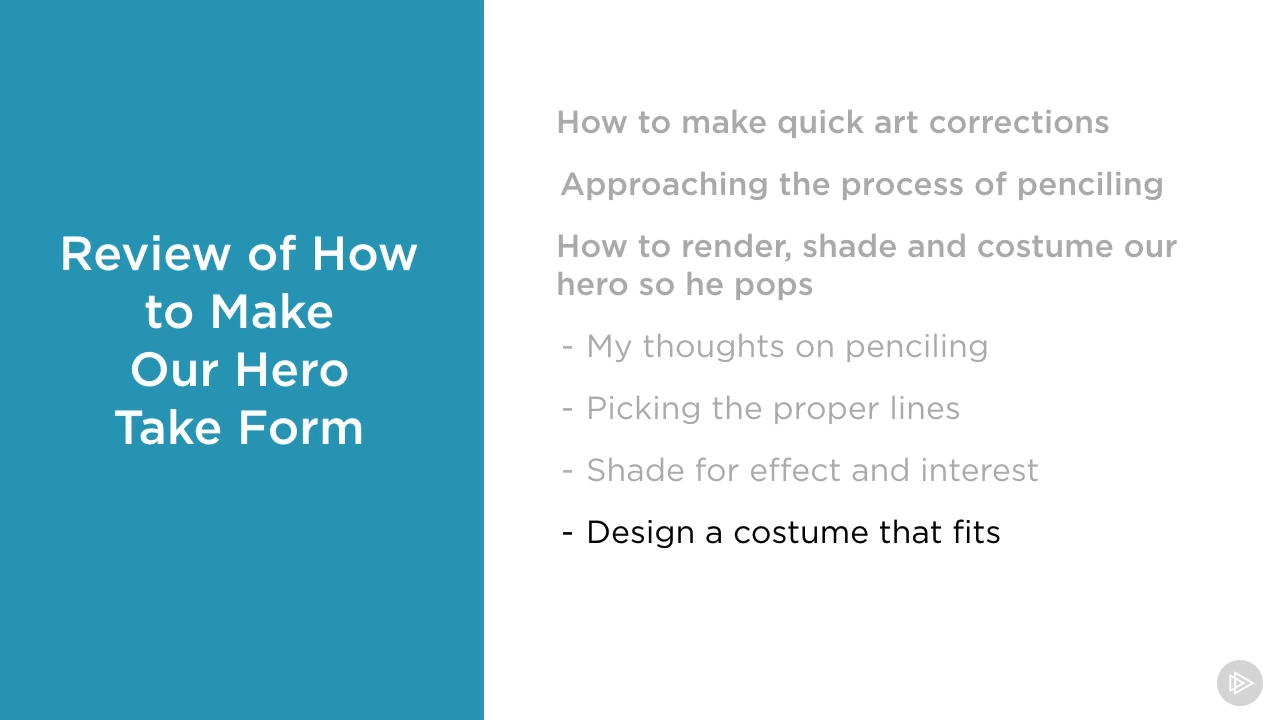 Review of How
to Make
Our Hero
Take Form
How to make quick art corrections
Approaching the process of penciling
How to render, shade and costume our
hero so he pops
- My thoughts on penciling
- Picking the proper lines
- Shade for effect and interest
- Design a costume that fits